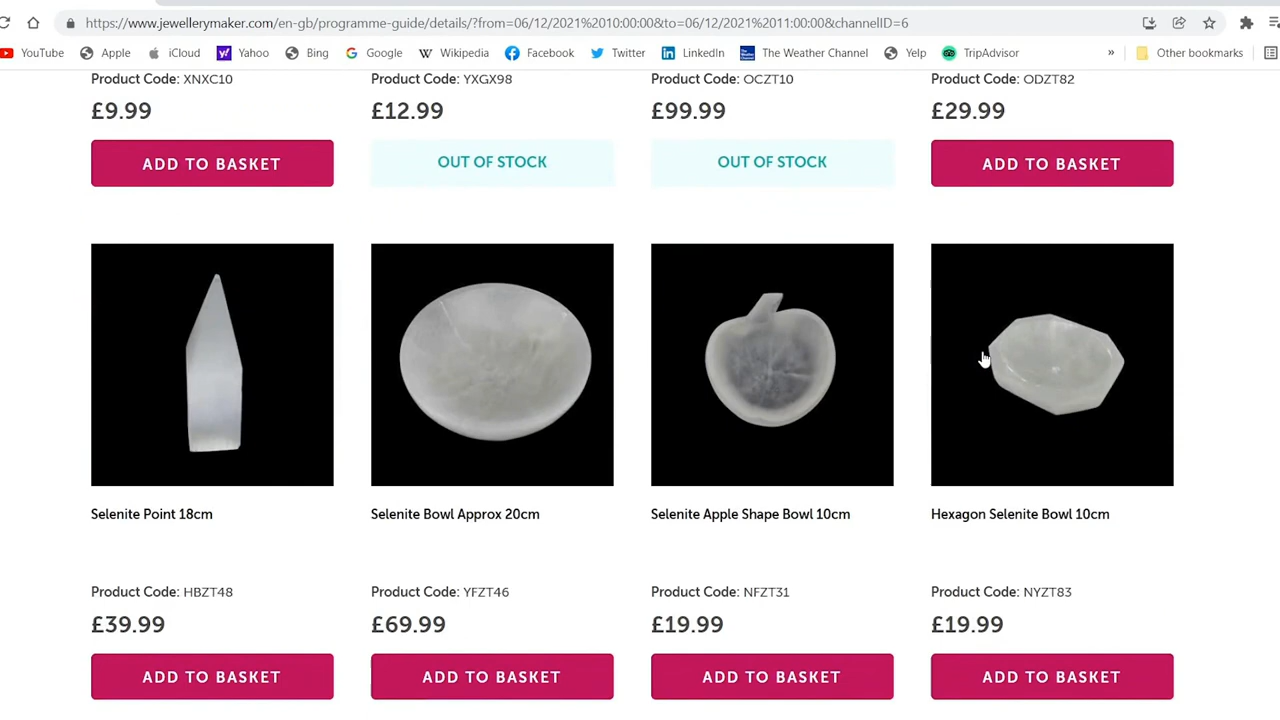 https://www.jewellerymaker.com/en-gb/programme-guide/details/?from=06/12/2021%2010:00:00&to=06/12/2021%2011:00:00&channelID=6
YouTube Apple iCloud Yahoo Bing Google Wikipedia Facebook Twitter LinkedIn The Weather Channel Yelp TripAdvisor » Other bookmarks
Product Code: XNXC10 Product Code: YXGX98 Product Code: OCZT10 Product Code: ODZT82
£9.99 £12.99 £99.99 £29.99
ADD TO BASKET OUT OF STOCK OUT OF STOCK ADD TO BASKET
Selenite Point 18cm Selenite Bowl Approx 20cm Selenite Apple Shape Bowl 10cm Hexagon Selenite Bowl 10cm
Product Code: HBZT48 Product Code: YFZT46 Product Code: NFZT31 Product Code: NYZT83
£39.99 £69.99 £19.99 £19.99
ADD TO BASKET ADD TO BASKET ADD TO BASKET ADD TO BASKET